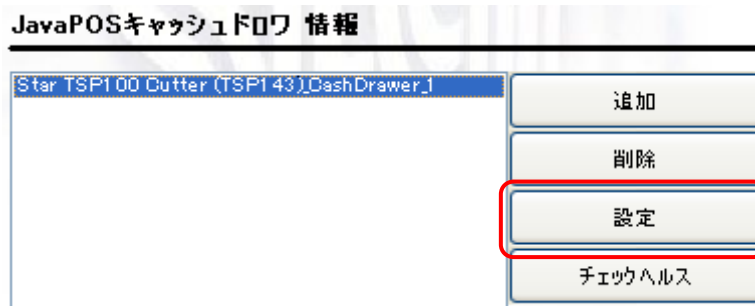 JavaPOSキャッシュドロワ 情報
Star TSP100 Cutter (TSP143)_CashDrawer_1
追加
削除
設定
チェックヘルス